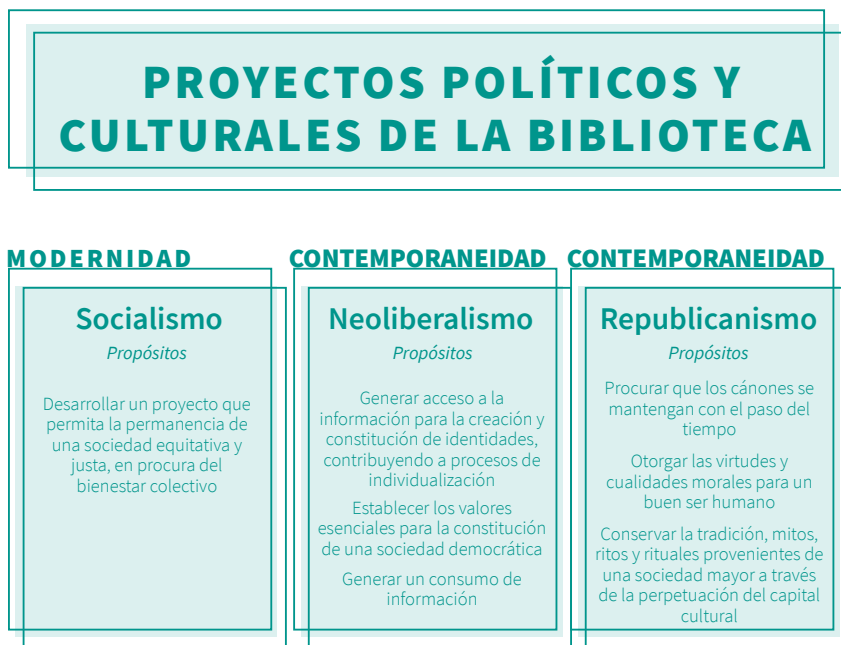 PROYECTOS POLÍTICOS Y
CULTURALES DE LA BIBLIOTECA
MODERNIDAD
Socialismo
Propósitos
Desarrollar un proyecto que
permita la permanencia de
una sociedad equitativa y
justa, en procura del
bienestar colectivo
CONTEMPORANEIDAD
Neoliberalismo
Propósitos
Generar acceso a la
información para la creación y
constitución de identidades,
contribuyendo a procesos de
individualización
Establecer los valores
esenciales para la constitución
de una sociedad democrática
Generar un consumo de
información
CONTEMPORANEIDAD
Republicanismo
Propósitos
Procurar que los cánones se
mantengan con el paso del
tiempo
Otorgar las virtudes y
cualidades morales para un
buen ser humano
Conservar la tradición, mitos,
ritos y rituales provenientes de
una sociedad mayor a través
de la perpetuación del capital
cultural